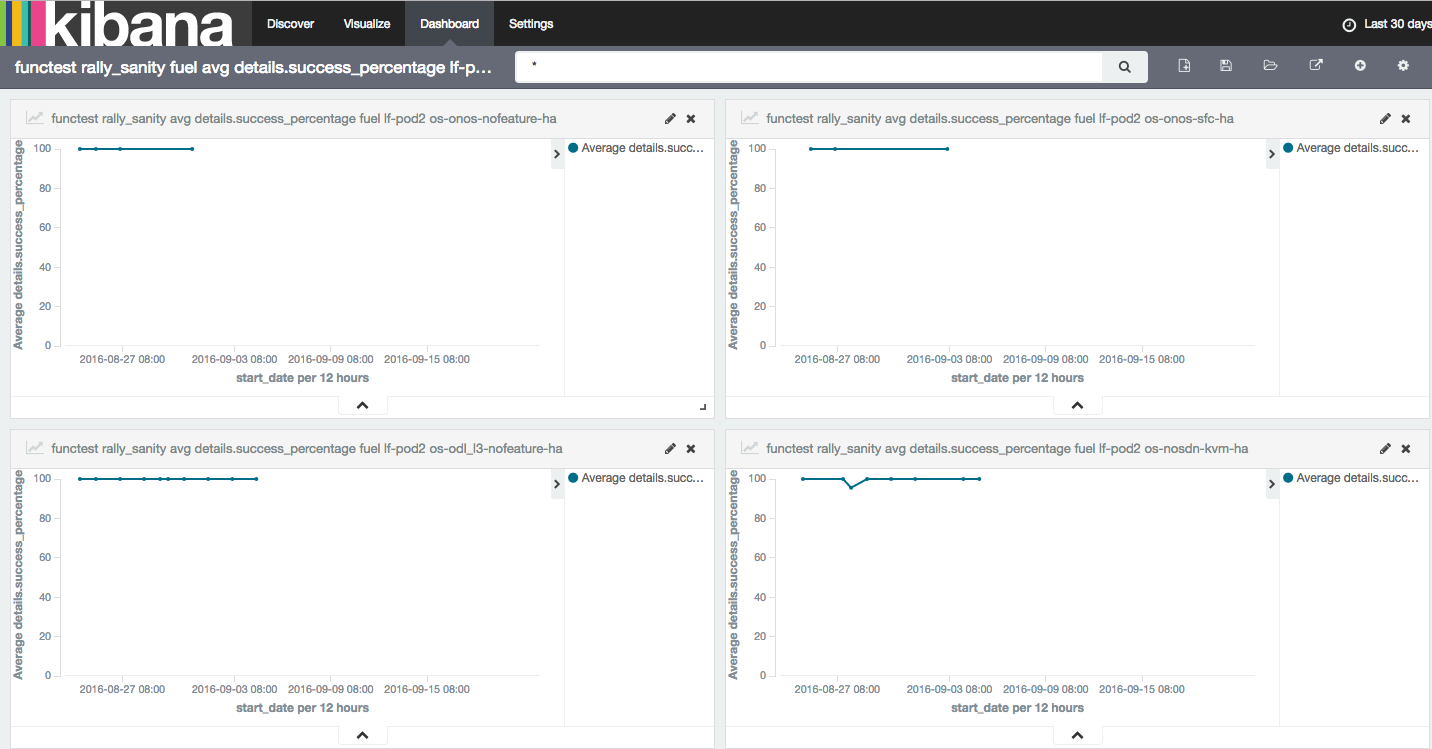 kibana
Discover Visualize Dashboard Settings Last 30 days
functest rally_sanity fuel avg details.success_percentage lf-p... *
functest rally_sanity avg details.success_percentage fuel lf-pod2 os-onos-nofeature-ha
Average details.success_percentage
100
80
60
40
20
0
2016-08-27 08:00 2016-09-03 08:00 2016-09-09 08:00 2016-09-15 08:00
start_date per 12 hours
Average details.succ...
functest rally_sanity avg details.success_percentage fuel lf-pod2 os-onos-sfc-ha
Average details.success_percentage
100
80
60
40
20
0
2016-08-27 08:00 2016-09-03 08:00 2016-09-09 08:00 2016-09-15 08:00
start_date per 12 hours
Average details.succ...
functest rally_sanity avg details.success_percentage fuel lf-pod2 os-odl_l3-nofeature-ha
Average details.success_percentage
100
80
60
40
20
0
2016-08-27 08:00 2016-09-03 08:00 2016-09-09 08:00 2016-09-15 08:00
start_date per 12 hours
Average details.succ...
functest rally_sanity avg details.success_percentage fuel lf-pod2 os-nosdn-kvm-ha
Average details.success_percentage
100
80
60
40
20
0
2016-08-27 08:00 2016-09-03 08:00 2016-09-09 08:00 2016-09-15 08:00
start_date per 12 hours
Average details.succ...